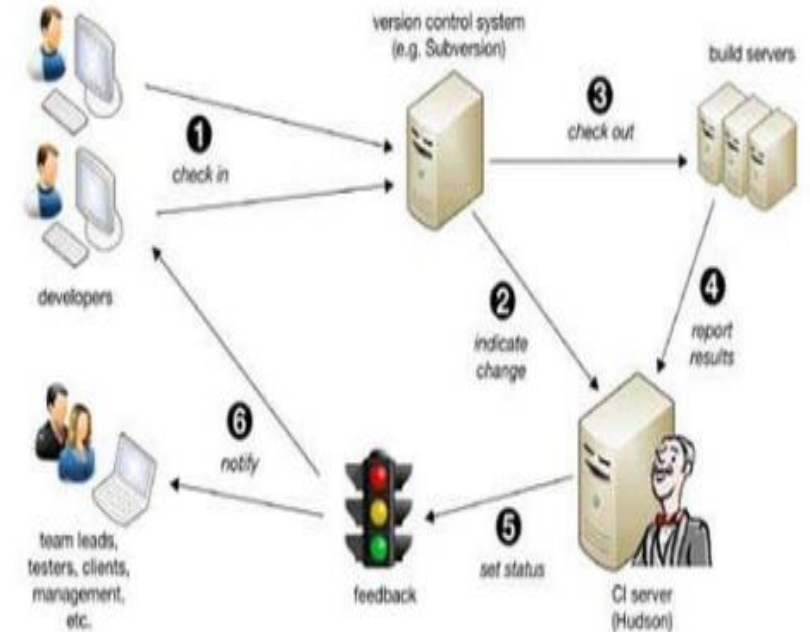 version control system
(e.g. Subversion)
build servers
1
check in
3
check out
developers
2
indicate
change
4
report
results
6
notify
5
set status
team leads,
testers, clients,
management,
etc.
feedback
CI server
(Hudson)